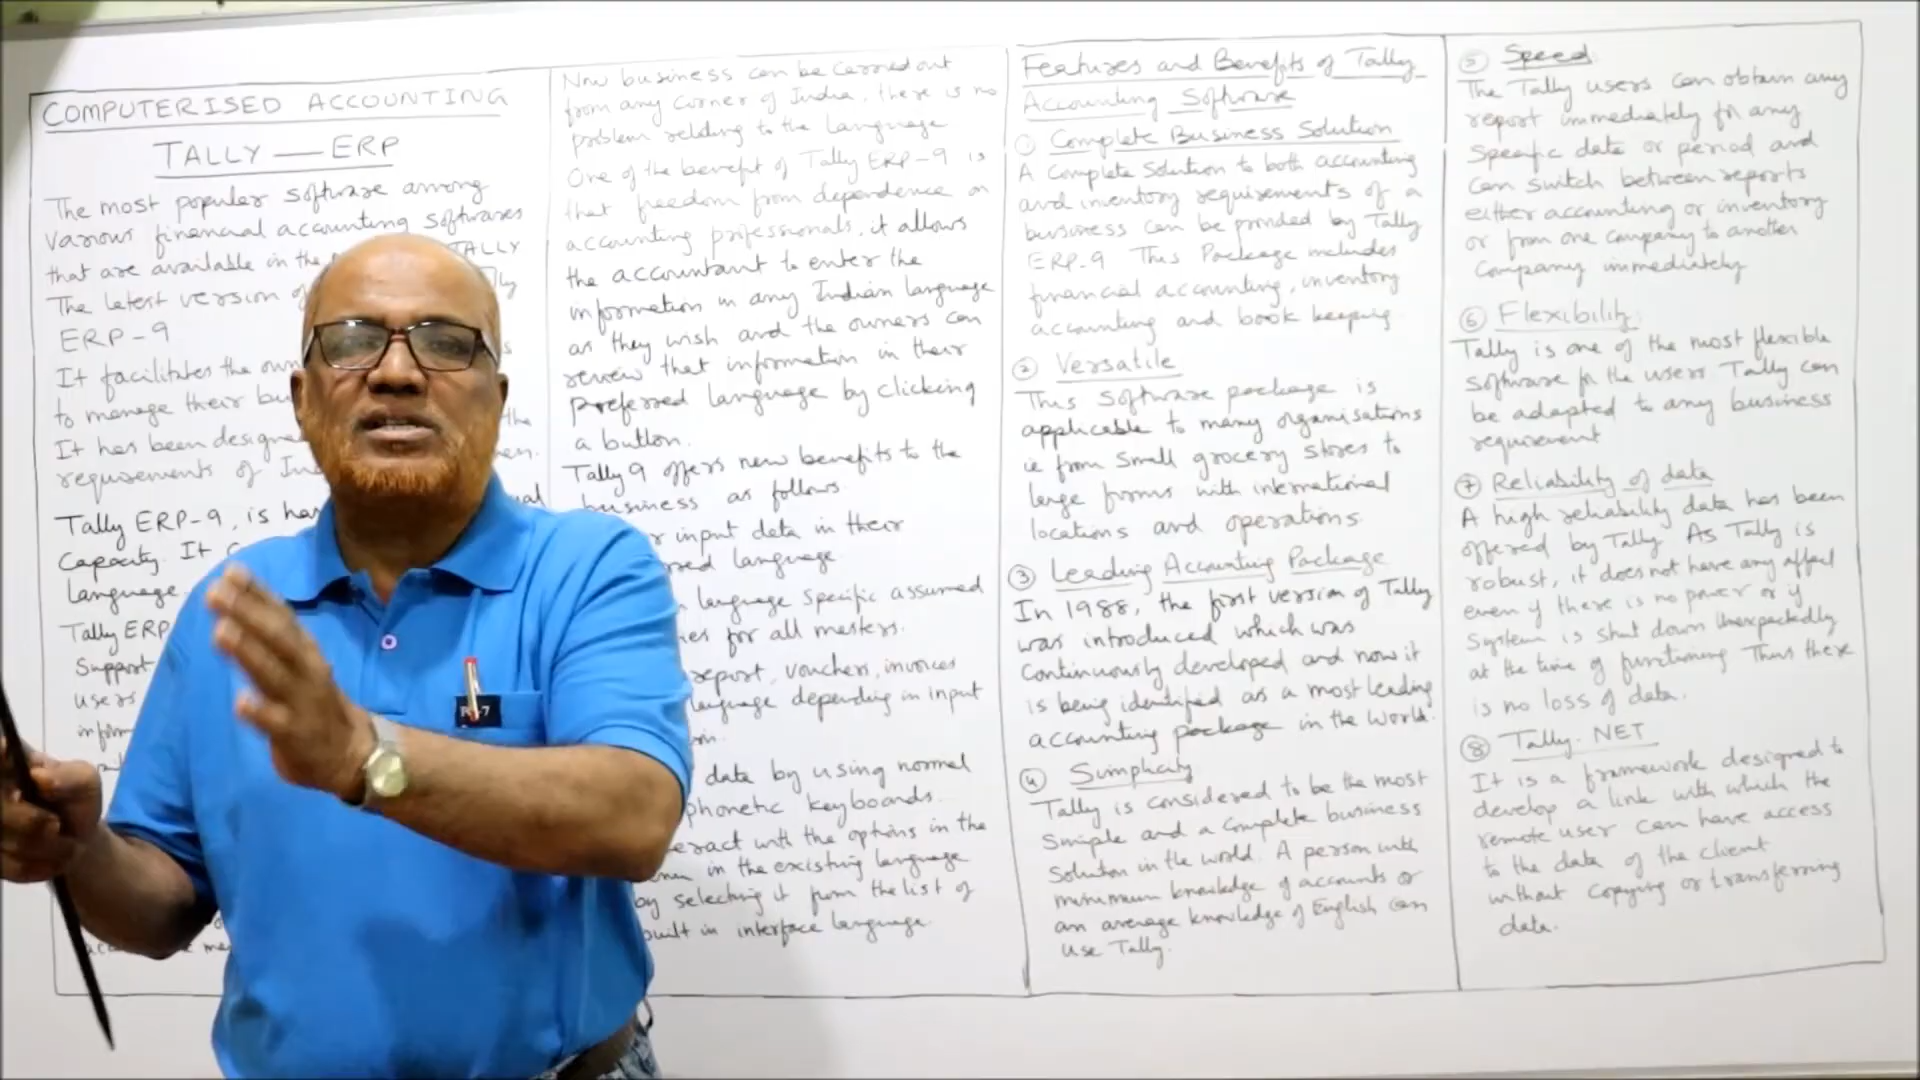 COMPUTERISED ACCOUNTING
TALLY — ERP
The most popular software among
various financial accounting softwares
that are available in the TALLY
The latest version of
ERP-9
It facilitates the
to manage their
It has been the
requirements of
Tally ERP-9, is
Capacity. It
language.
Tally ERP
Support
users
Now business can be carried out
from any corner of India, there is no
problem relating to the language
One of the benefit of Tally ERP-9 is
that freedom from dependence on
accounting professionals, it allows
the accountant to enter the
information in any Indian language
as they wish and the owners can
review that information in their
preferred language by clicking
a button.
Tally 9 offers new benefits to the
business as follows.
input data in their
language
language specific assumed
for all masters.
report, vouchers, invoices
language depending in input
data by using normal
phonetic keyboards.
with the options in the
in the existing language
by selecting it from the list of
built in interface language.
Features and Benefits of Tally
Accounting Software
① Complete Business Solution
A Complete Solution to both accounting
and inventory requirements of a
business can be provided by Tally
ERP-9 This Package includes
financial accounting, inventory
accounting and book keeping.
② Versatile
This software package is
applicable to many organisations
ie from small grocery stores to
large firms with international
locations and operations.
③ Leading Accounting Package
In 1988, the first version of Tally
was introduced which was
Continuously developed and now it
is being identified as a most leading
accounting package in the world.
④ Simplicity
Tally is considered to be the most
Simple and a Complete business
Solution in the world. A person with
minimum knowledge of accounts or
an average knowledge of English can
use Tally.
⑤ Speed
The Tally users can obtain any
report immediately for any
specific date or period and
can switch between reports
either accounting or inventory
or from one company to another
Company immediately
⑥ Flexibility
Tally is one of the most flexible
software for the users Tally can
be adapted to any business
requirement
⑦ Reliability of data
A high reliability data has been
offered by Tally. As Tally is
robust, it does not have any affect
even if there is no power or if
System is shut down Unexpectedly
at the time of functioning Thus there
is no loss of data.
⑧ Tally. NET
It is a framework designed to
develop a link with which the
remote user can have access
to the data of the client
without copying or transferring
data.